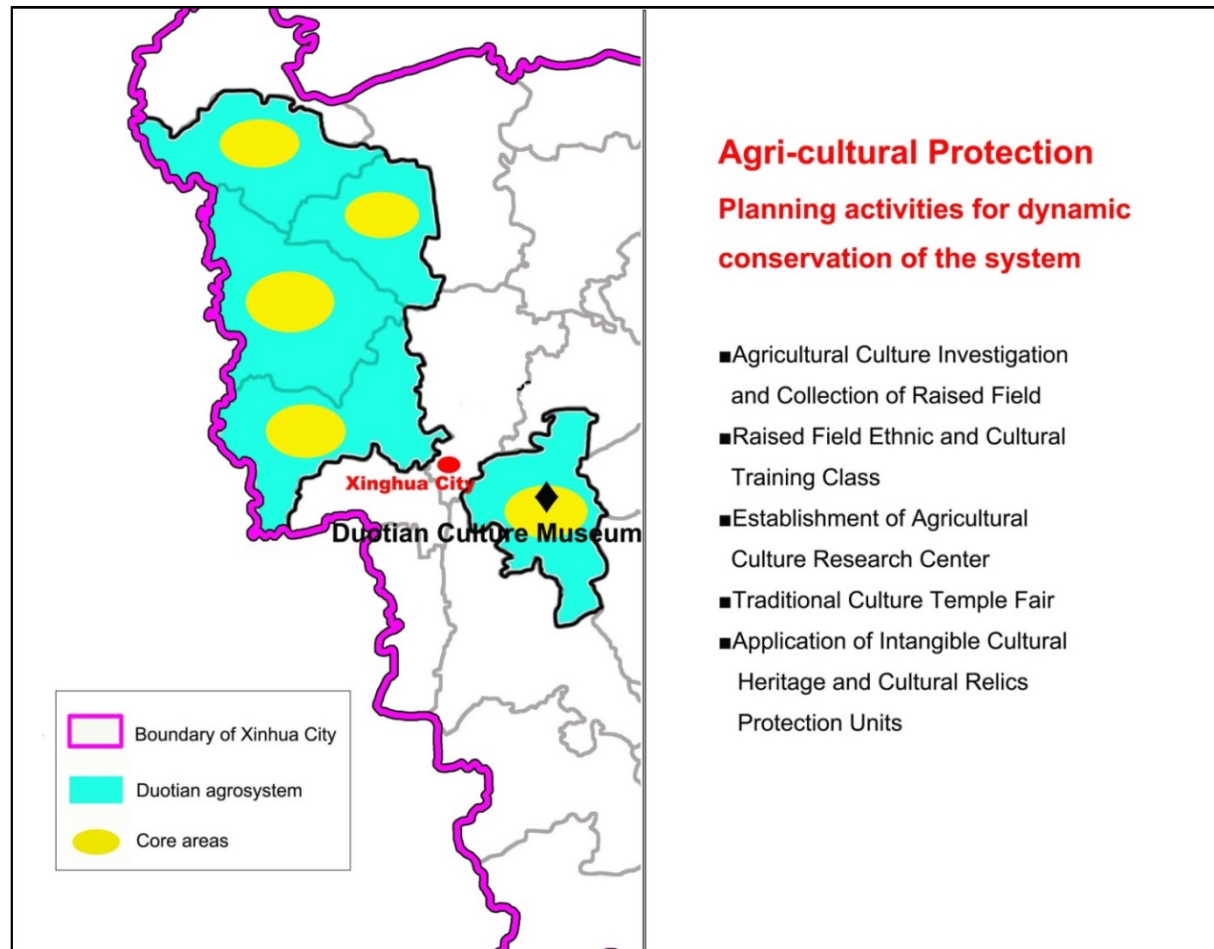 Agri-cultural Protection
Planning activities for dynamic
conservation of the system
■Agricultural Culture Investigation
and Collection of Raised Field
■Raised Field Ethnic and Cultural
Training Class
■Establishment of Agricultural
Culture Research Center
■Traditional Culture Temple Fair
■Application of Intangible Cultural
Heritage and Cultural Relics
Protection Units
Xinghua City
Duotian Culture Museum
Boundary of Xinhua City
Duotian agrosystem
Core areas